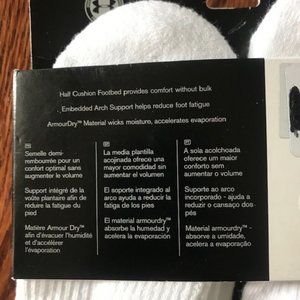 Half Cushion Footbed provides comfort without bulk
Embedded Arch Support helps reduce foot fatigue
ArmourDry™ Material wicks moisture, accelerates evaporation
FR
Semelle demi-
rembourrée pour un
confort optimal sans
augmenter le volume
Support intégré de la
voûte plantaire afin de
réduire la fatigue du
pied
Matière Armour Dry™
afin d'évacuer l'humidité
et d'accélérer
l'évaporation
La media plantilla
acojinada ofrece una
mayor comodidad sin
aumentar el volumen
El soporte integrado al
arco ayuda a reducir la
fatiga de los pies
El material armourdry™
absorbe la humedad y
acelera la evaporación
A sola acolchoada
oferece um maior
conforto sem
aumentar o volume
Suporte ao arco
incorporado - ajuda a
reduzir o cansaço dos
pés
Material armourdry™ -
absorve a umidade,
acelera a evaporação